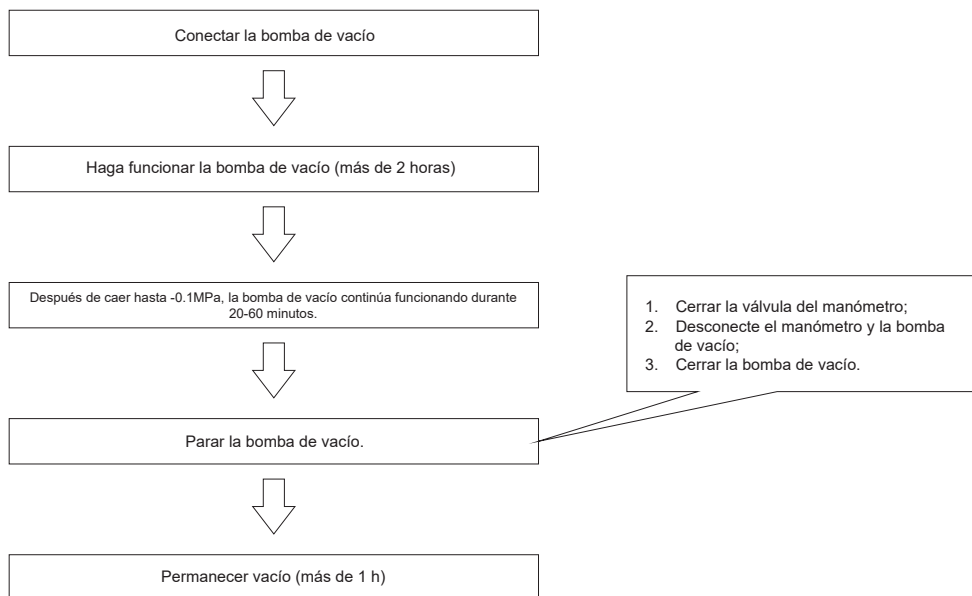 Conectar la bomba de vacío
Haga funcionar la bomba de vacío (más de 2 horas)
Después de caer hasta -0.1MPa, la bomba de vacío continúa funcionando durante
20-60 minutos.
1. Cerrar la válvula del manómetro;
2. Desconecte el manómetro y la bomba
de vacío;
3. Cerrar la bomba de vacío.
Parar la bomba de vacío.
Permanecer vacío (más de 1 h)